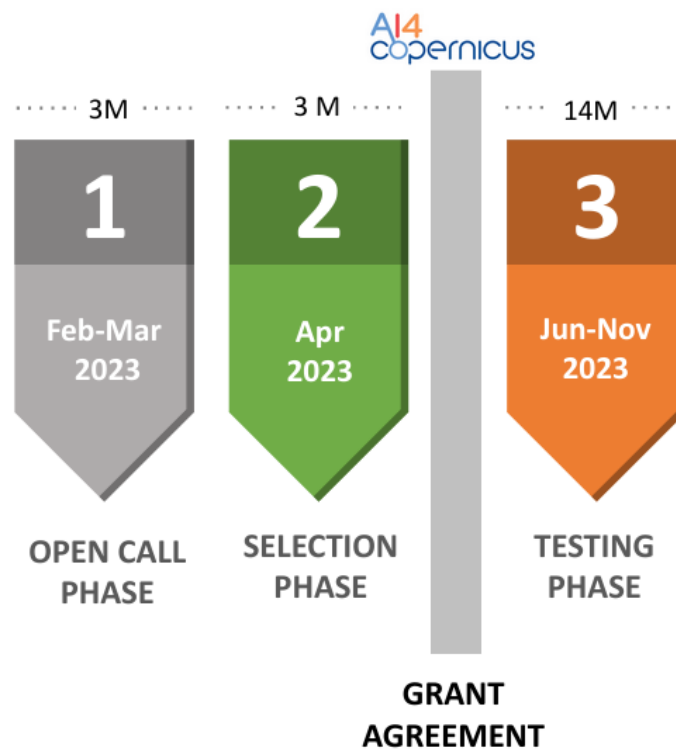 AI4
copernicus
3M
3 M
14M
1
2
3
Feb-Mar
2023
Apr
2023
Jun-Nov
2023
OPEN CALL
PHASE
SELECTION
PHASE
TESTING
PHASE
GRANT
AGREEMENT